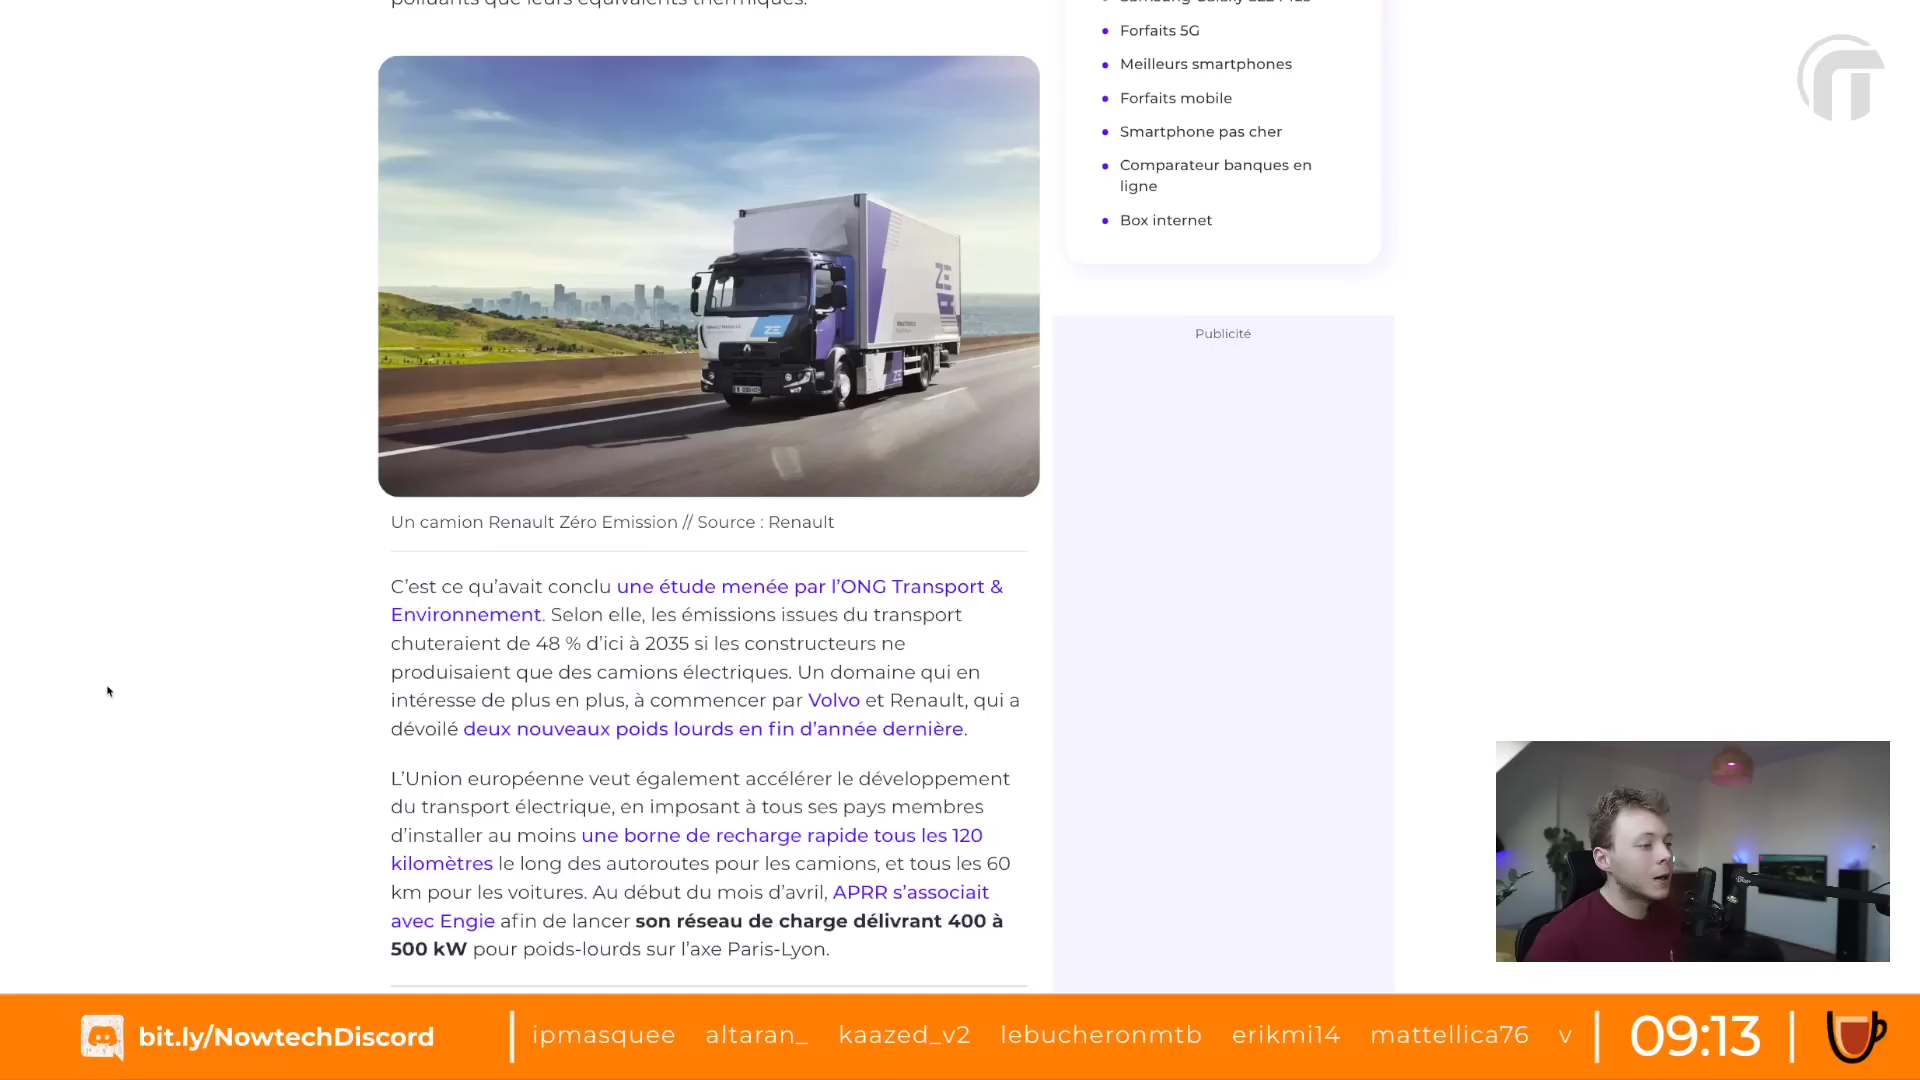 polluants que leurs équivalents thermiques.
Forfaits 5G
Meilleurs smartphones
Forfaits mobile
Smartphone pas cher
Comparateur banques en
ligne
Box internet
Publicité
ZE
ZE
ZE
Un camion Renault Zéro Emission // Source : Renault
C’est ce qu’avait conclu une étude menée par l’ONG Transport &
Environnement. Selon elle, les émissions issues du transport
chuteraient de 48 % d’ici à 2035 si les constructeurs ne
produisaient que des camions électriques. Un domaine qui en
intéresse de plus en plus, à commencer par Volvo et Renault, qui a
dévoilé deux nouveaux poids lourds en fin d’année dernière.
L’Union européenne veut également accélérer le développement
du transport électrique, en imposant à tous ses pays membres
d’installer au moins une borne de recharge rapide tous les 120
kilomètres le long des autoroutes pour les camions, et tous les 60
km pour les voitures. Au début du mois d’avril, APRR s’associait
avec Engie afin de lancer son réseau de charge délivrant 400 à
500 kW pour poids-lourds sur l’axe Paris-Lyon.
bit.ly/NowtechDiscord
ipmasquee altaran_ kaazed_v2 lebucheronmtb erikmi14 mattellica76 v
09:13